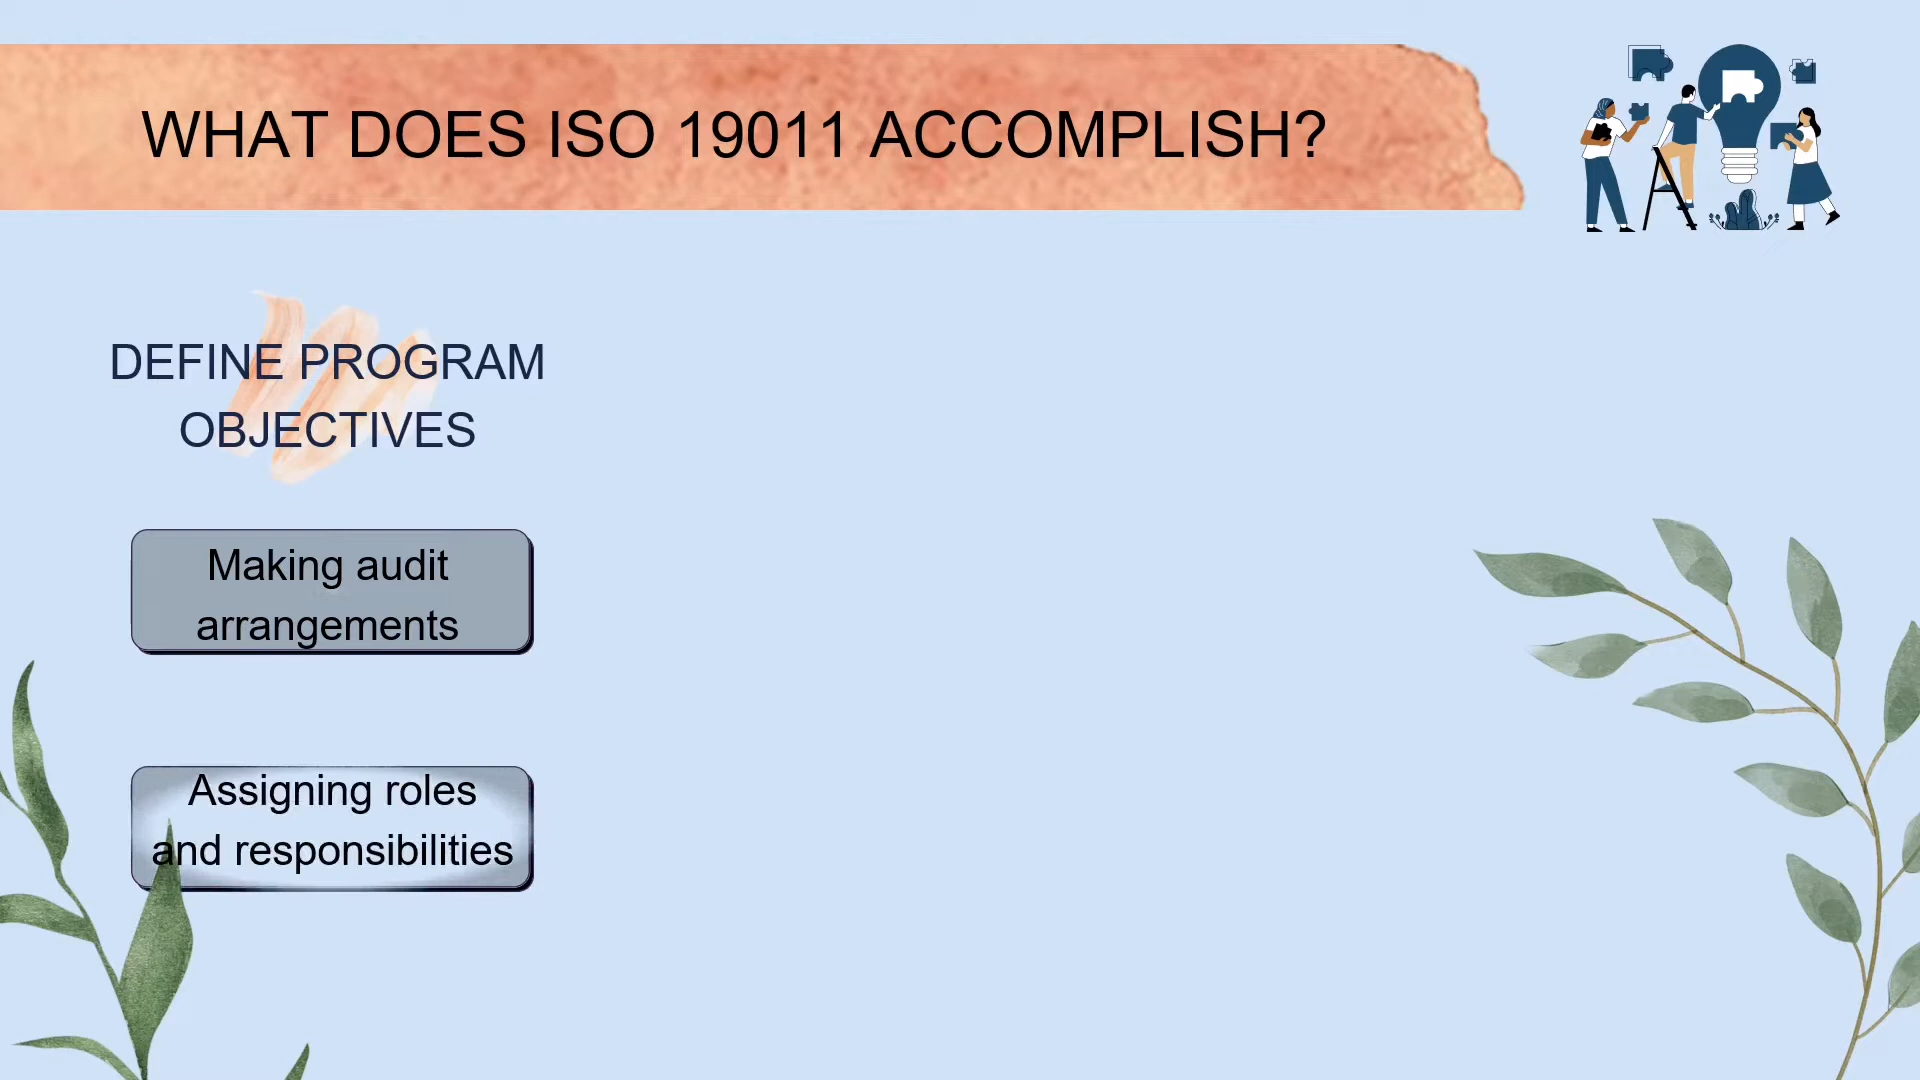 WHAT DOES ISO 19011 ACCOMPLISH?
DEFINE PROGRAM
OBJECTIVES
Making audit
arrangements
Assigning roles
and responsibilities